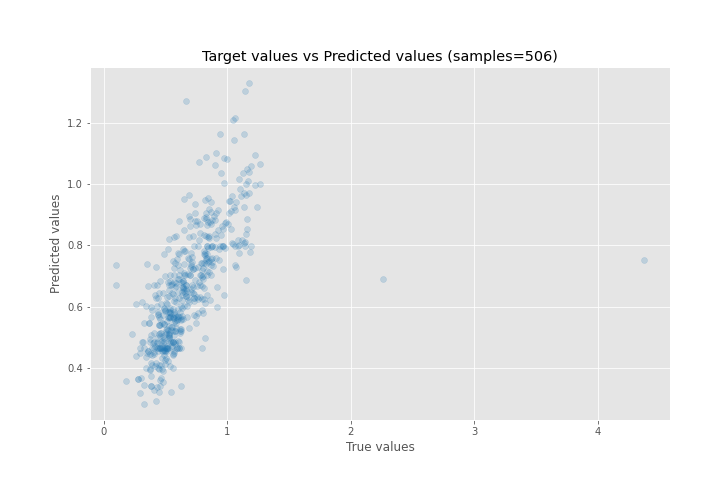 Target values vs Predicted values (samples=506)
Predicted values
1.2
1.0
0.8
0.6
0.4
0 1 2 3 4
True values